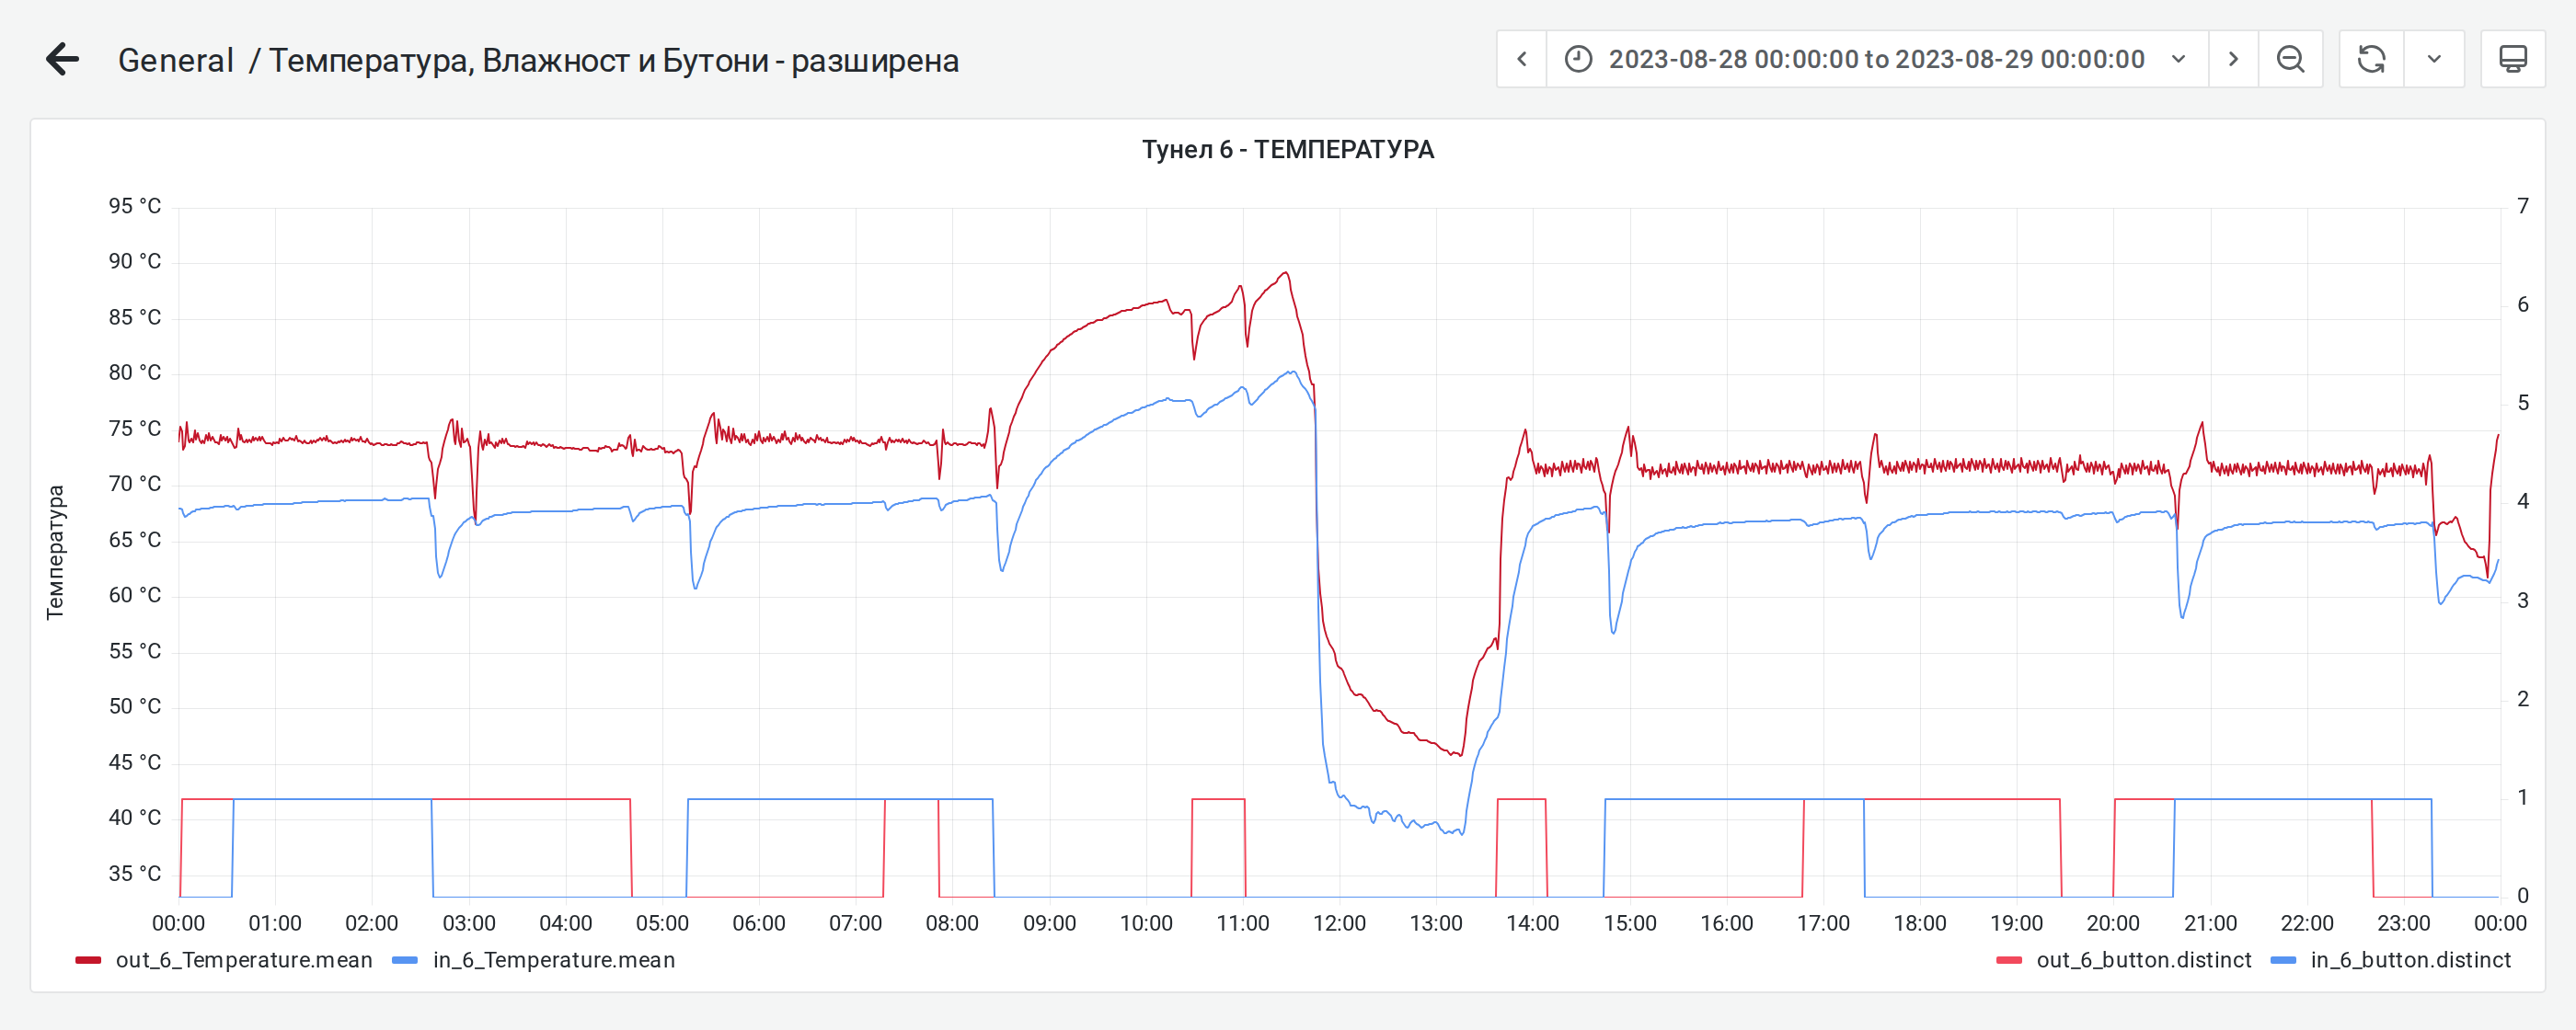 General / Температура, Влажност и Бутони - разширена
2023-08-28 00:00:00 to 2023-08-29 00:00:00
Тунел 6 - ТЕМПЕРАТУРА
95 °C
90 °C
85 °C
80 °C
75 °C
70 °C
65 °C
60 °C
55 °C
50 °C
45 °C
40 °C
35 °C
Температура
7
6
5
4
3
2
1
0
00:00 01:00 02:00 03:00 04:00 05:00 06:00 07:00 08:00 09:00 10:00 11:00 12:00 13:00 14:00 15:00 16:00 17:00 18:00 19:00 20:00 21:00 22:00 23:00 00:00
out_6_Temperature.mean in_6_Temperature.mean out_6_button.distinct in_6_button.distinct